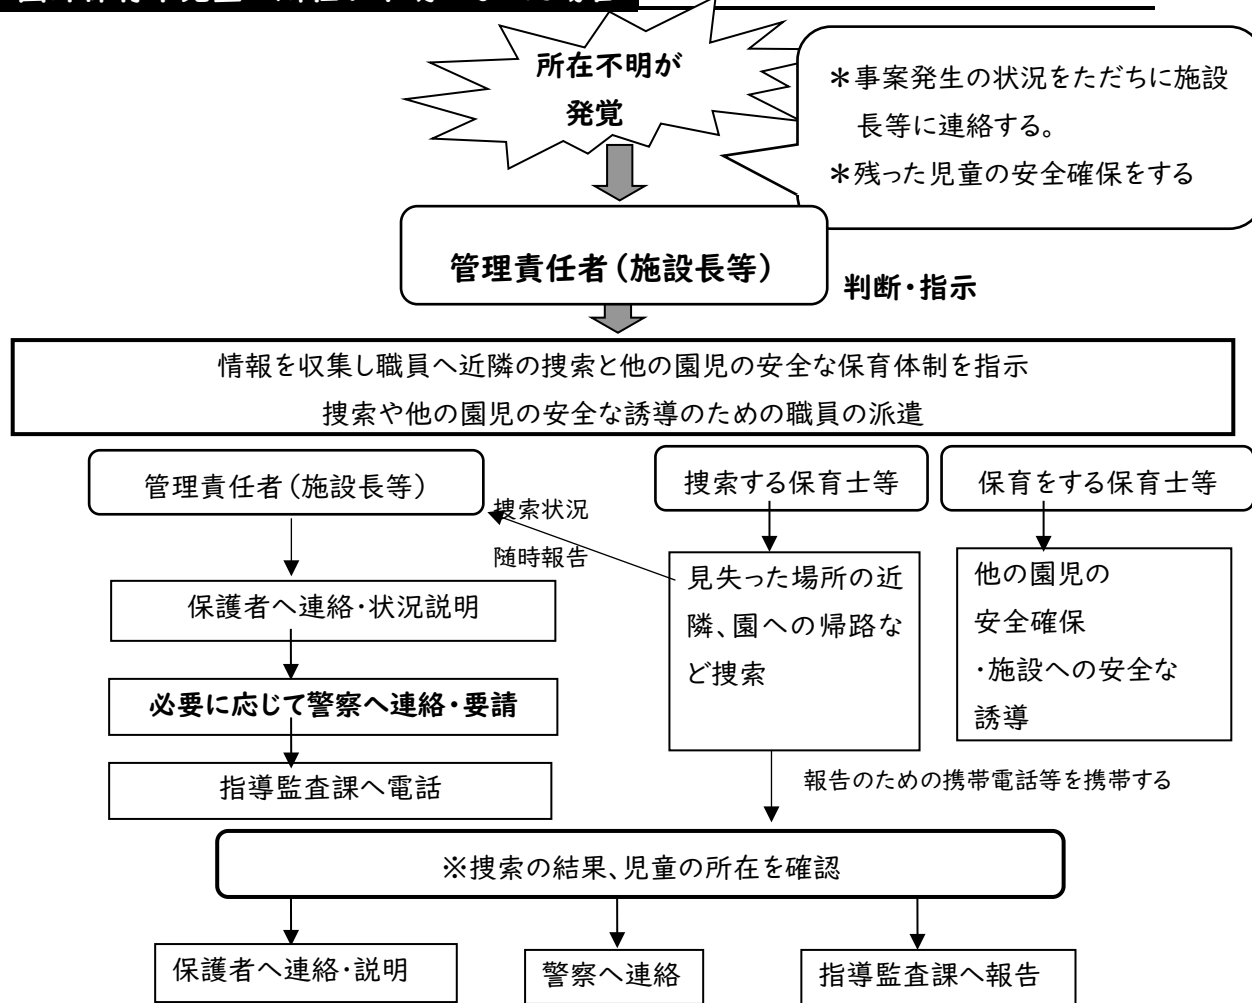 所在不明が
発覚
＊事案発生の状況をただちに施設
長等に連絡する。
＊残った児童の安全確保をする
管理責任者（施設長等）
判断・指示
情報を収集し職員へ近隣の捜索と他の園児の安全な保育体制を指示
捜索や他の園児の安全な誘導のための職員の派遣
管理責任者（施設長等）
捜索状況
随時報告
捜索する保育士等
保育をする保育士等
保護者へ連絡・状況説明
必要に応じて警察へ連絡・要請
指導監査課へ電話
見失った場所の近
隣、園への帰路な
ど捜索
他の園児の
安全確保
・施設への安全な
誘導
報告のための携帯電話等を携帯する
※捜索の結果、児童の所在を確認
保護者へ連絡・説明
警察へ連絡
指導監査課へ報告